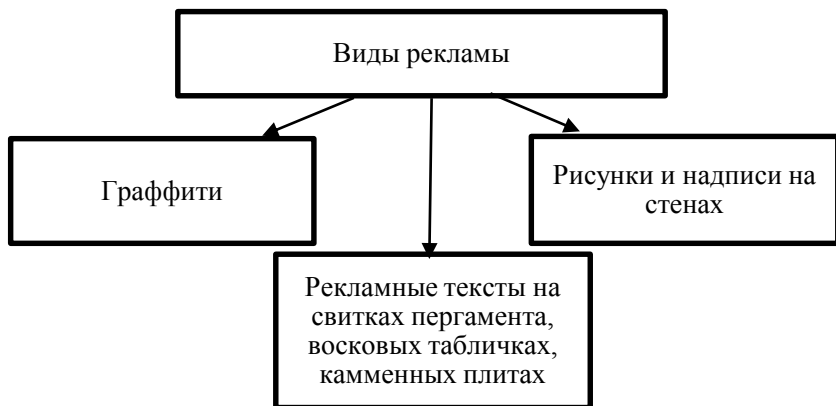 Виды рекламы
Граффити
Рисунки и надписи на
стенах
Рекламные тексты на
свитках пергамента,
восковых табличках,
камменных плитах